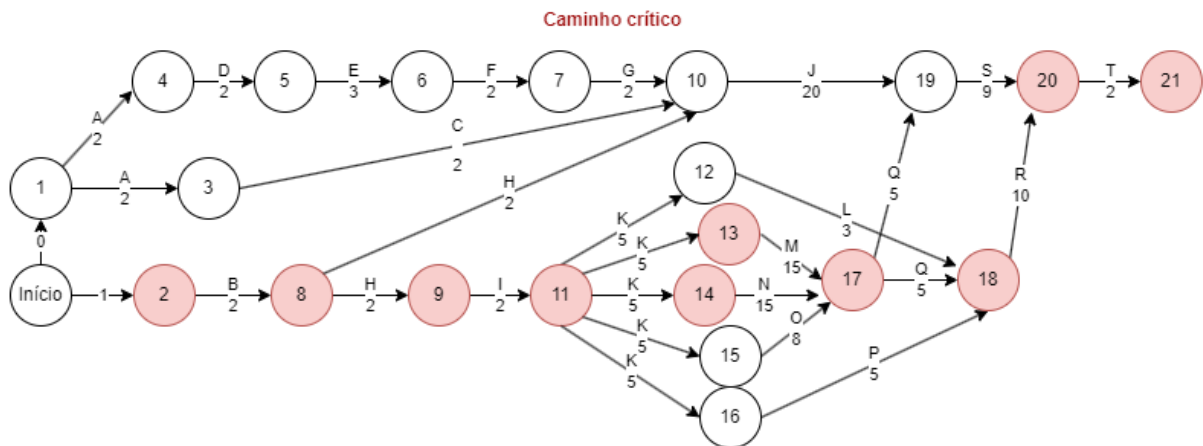 Caminho crítico
4 D 2 5 E 3 6 F 2 7 G 2 10 J 20 19 S 9 20 T 2 21
A 2
C 2
1 A 2 3
H 2
12
Q 5
R 10
K 5
L 3
13
K 5
M 15
0
Início 1 2 B 2 8 H 2 9 I 2 11 K 5 14 N 15 17 Q 5 18
O 8
K 5
15
K 5
P 5
16